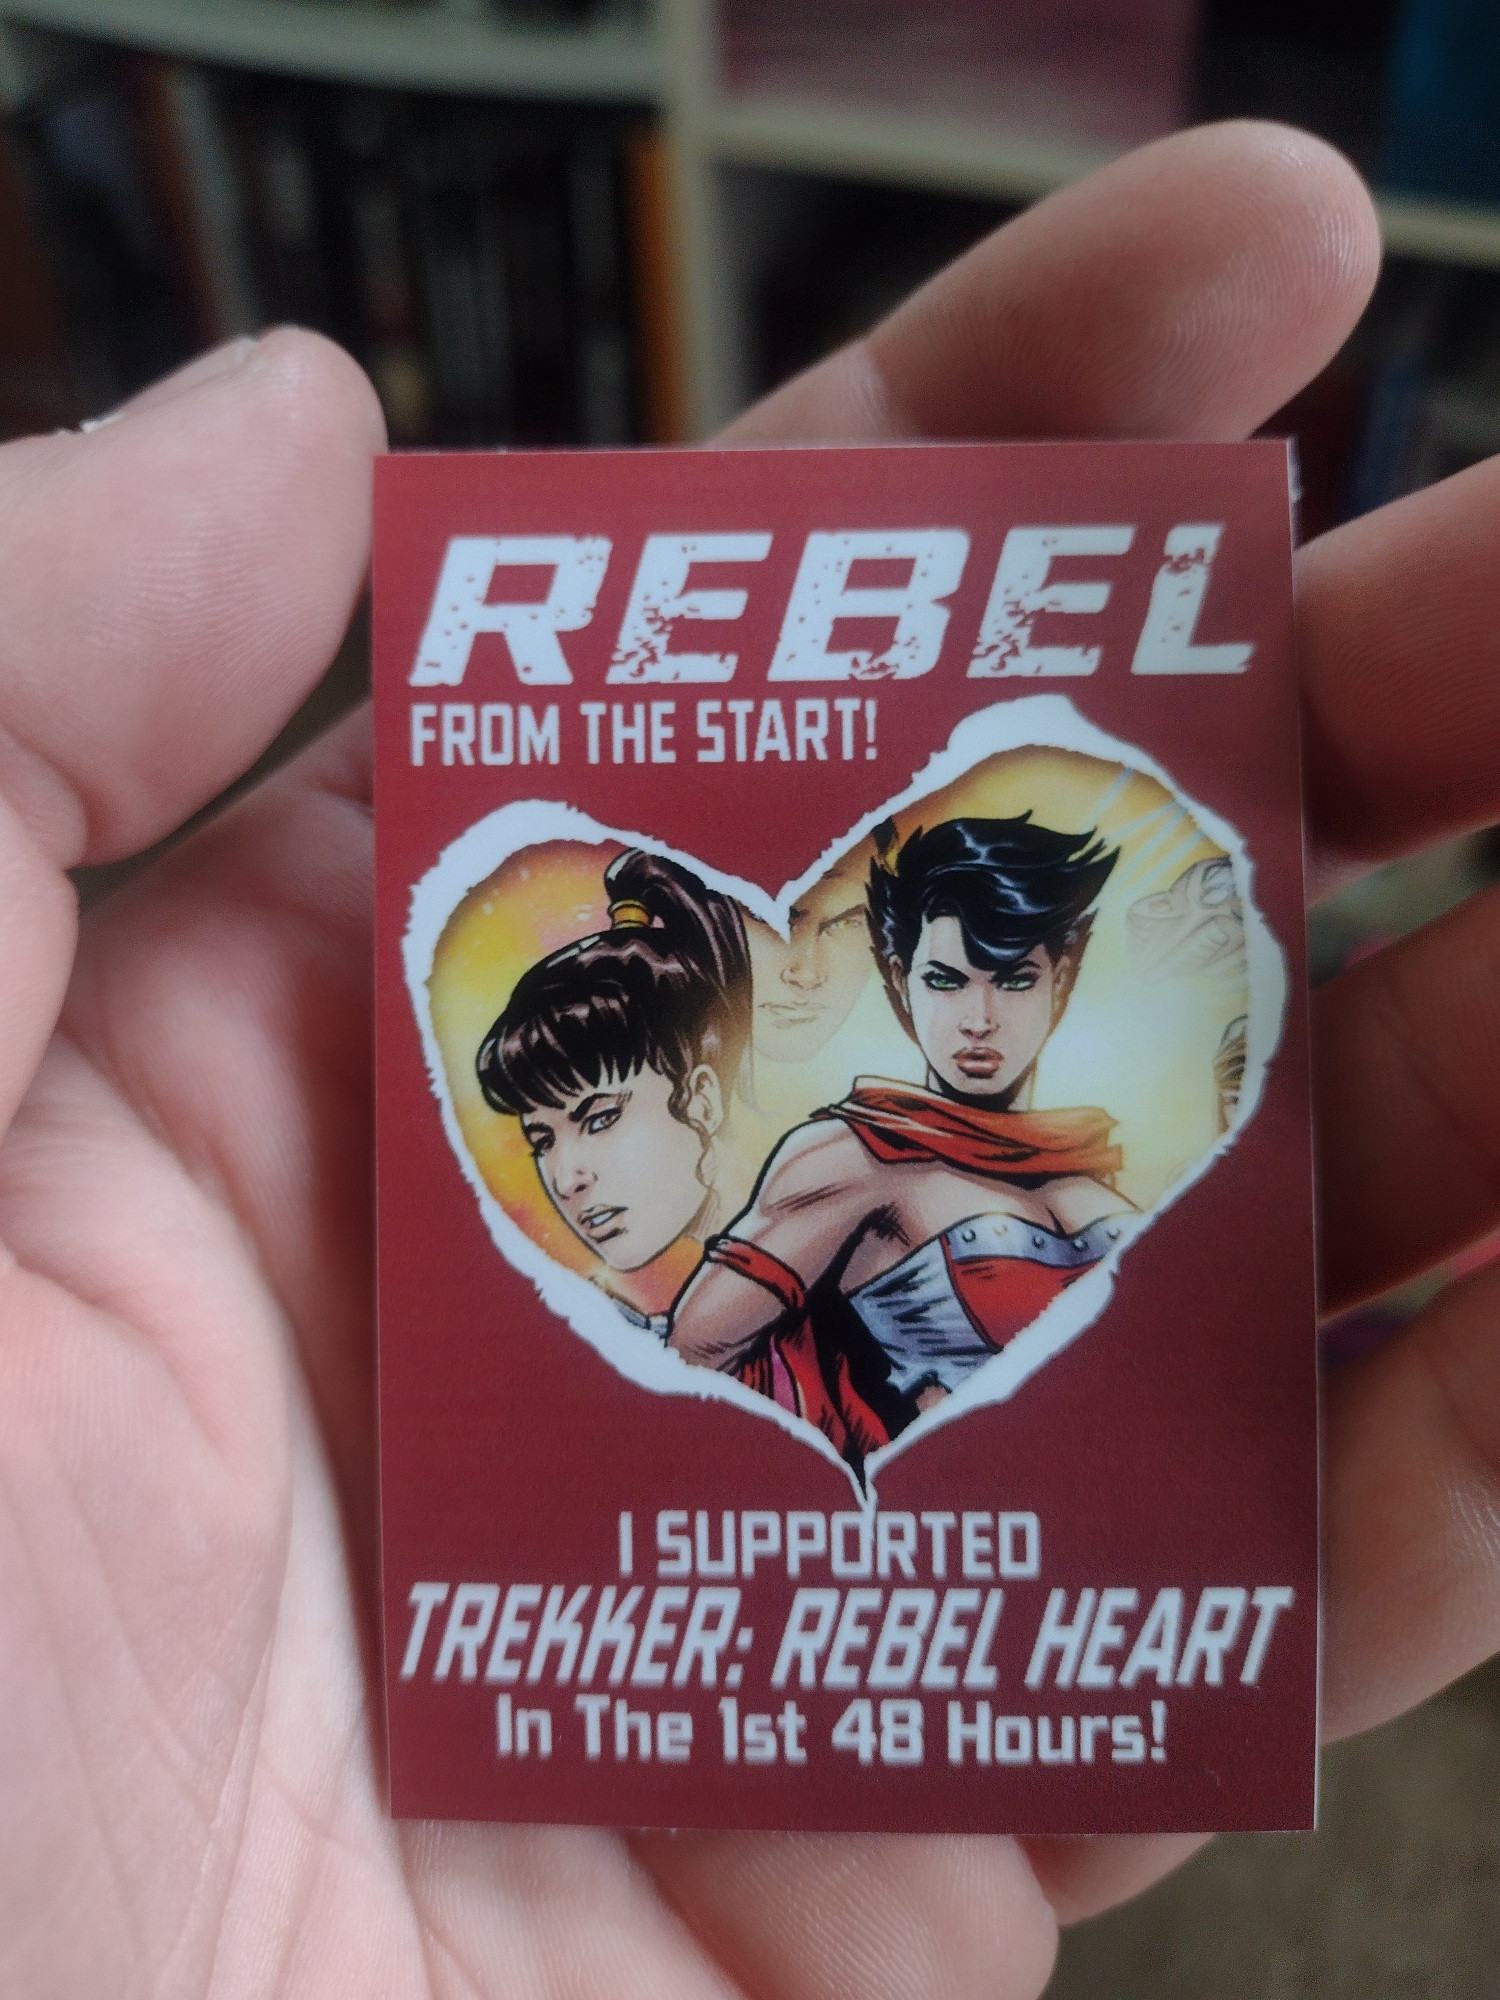 REBEL
FROM THE START!
I SUPPORTED
TREKKER: REBEL HEART
In The 1st 48 Hours!